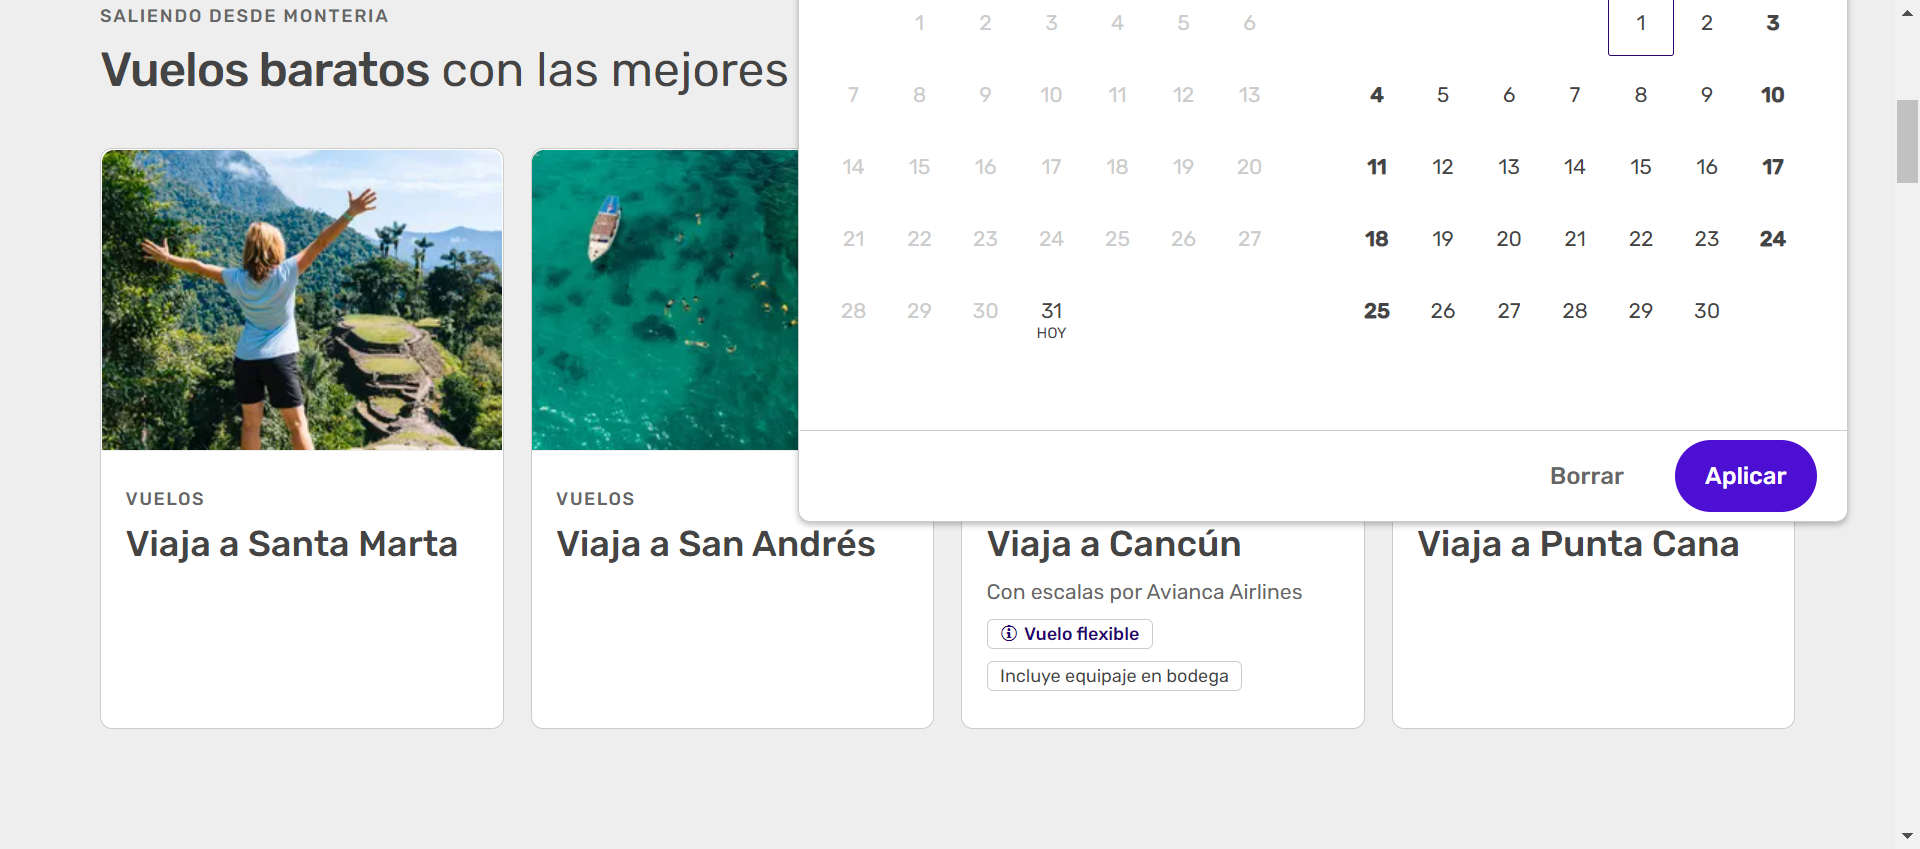 SALIENDO DESDE MONTERIA
Vuelos baratos con las mejores
1 2 3 4 5 6
7 8 9 10 11 12 13
14 15 16 17 18 19 20
21 22 23 24 25 26 27
28 29 30 31
HOY
1 2 3
4 5 6 7 8 9 10
11 12 13 14 15 16 17
18 19 20 21 22 23 24
25 26 27 28 29 30
Borrar Aplicar
VUELOS
Viaja a Santa Marta
VUELOS
Viaja a San Andrés
Viaja a Cancún
Con escalas por Avianca Airlines
Vuelo flexible
Incluye equipaje en bodega
Viaja a Punta Cana